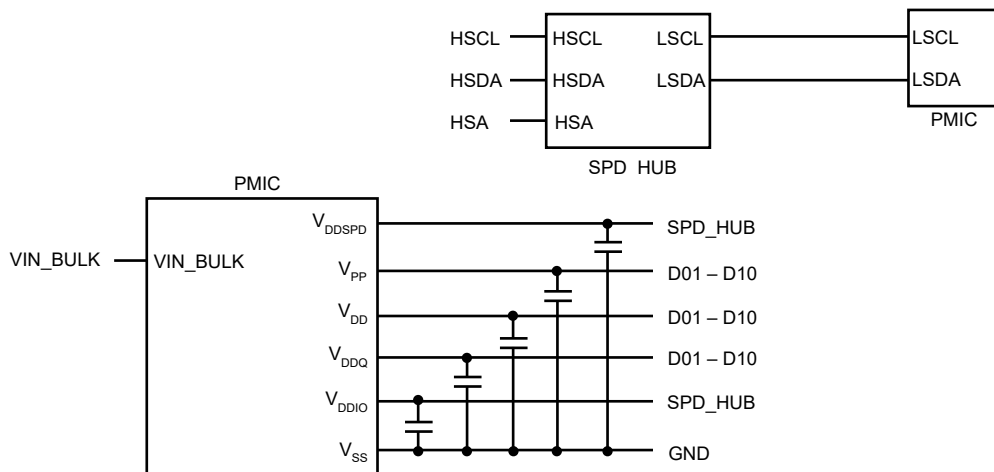 HSCL HSCL LSCL LSCL
HSDA HSDA LSDA LSDA
HSA HSA
PMIC
SPD HUB
PMIC
VDDSPD SPD_HUB
VIN_BULK VIN_BULK
VPP D01 – D10
VDD D01 – D10
VDDQ D01 – D10
VDDIO SPD_HUB
VSS GND